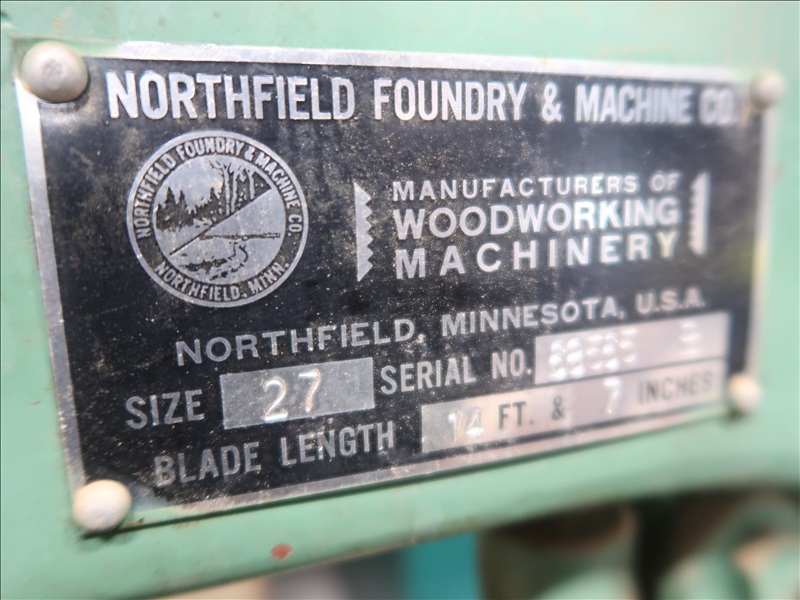 NORTHFIELD FOUNDRY & MACHINE CO.
NORTHFIELD FOUNDRY & MACHINE CO.
NORTHFIELD, MINN.
MANUFACTURERS OF
WOODWORKING
MACHINERY
NORTHFIELD, MINNESOTA, U.S.A.
SIZE 27 SERIAL NO.
BLADE LENGTH 14 FT. & 7 INCHES